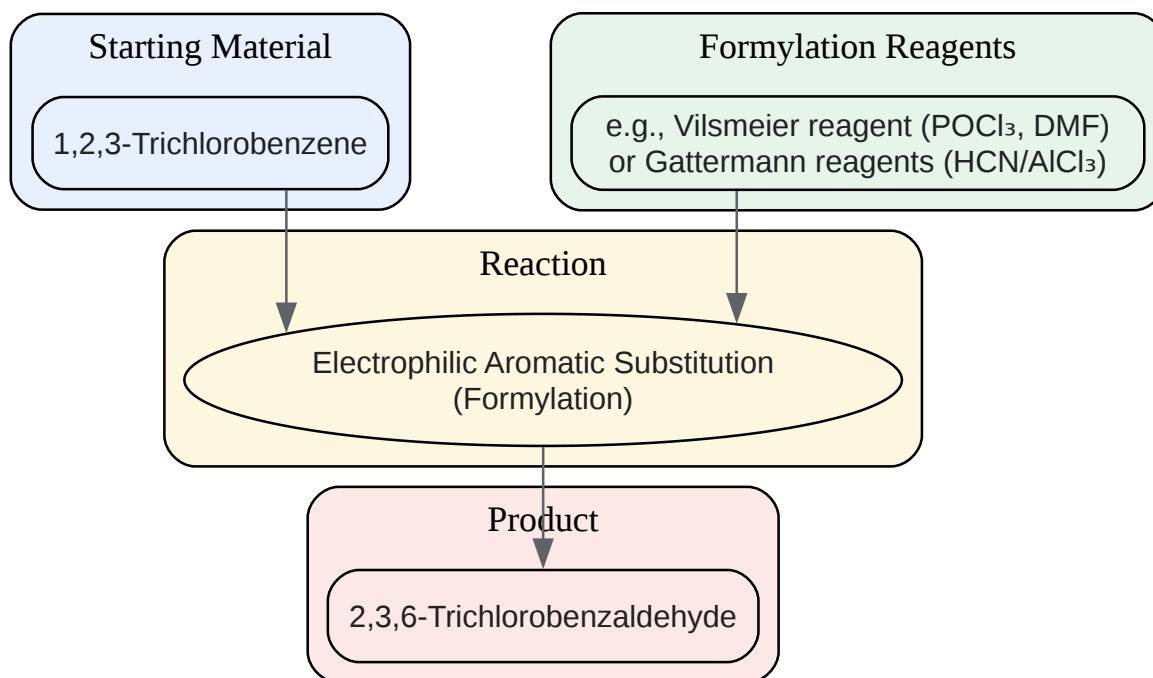 Starting Material
1,2,3-Trichlorobenzene
Formylation Reagents
e.g., Vilsmeier reagent (POCl₃, DMF)
or Gattermann reagents (HCN/AlCl₃)
Reaction
Electrophilic Aromatic Substitution
(Formylation)
Product
2,3,6-Trichlorobenzaldehyde